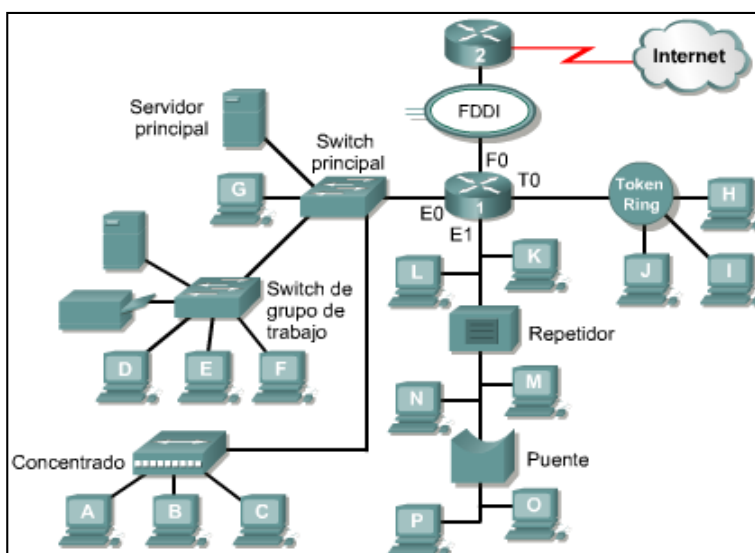 2
Internet
FDDI
Servidor
principal
Switch
principal
F0
G
E0
1
T0
E1
Token
Ring
H
L
K
J
I
Switch de
grupo de
trabajo
Repetidor
D
E
F
N
M
Concentrado
Puente
A
B
C
P
O